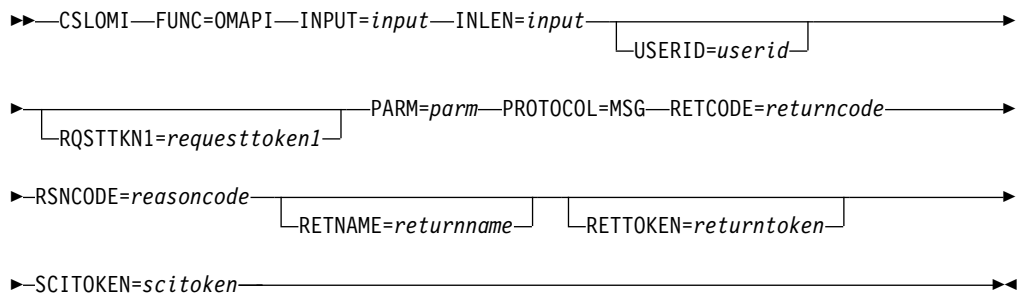 CSLOMI FUNC=OMAPI INPUT=input INLEN=input
USERID=userid
PARM=parm PROTOCOL=MSG RETCODE=returncode
RQSTTKN1=requesttoken1
RSNCODE=reasoncode
RETNAME=returnname RETTOKEN=returntoken
SCITOKEN=scitoken